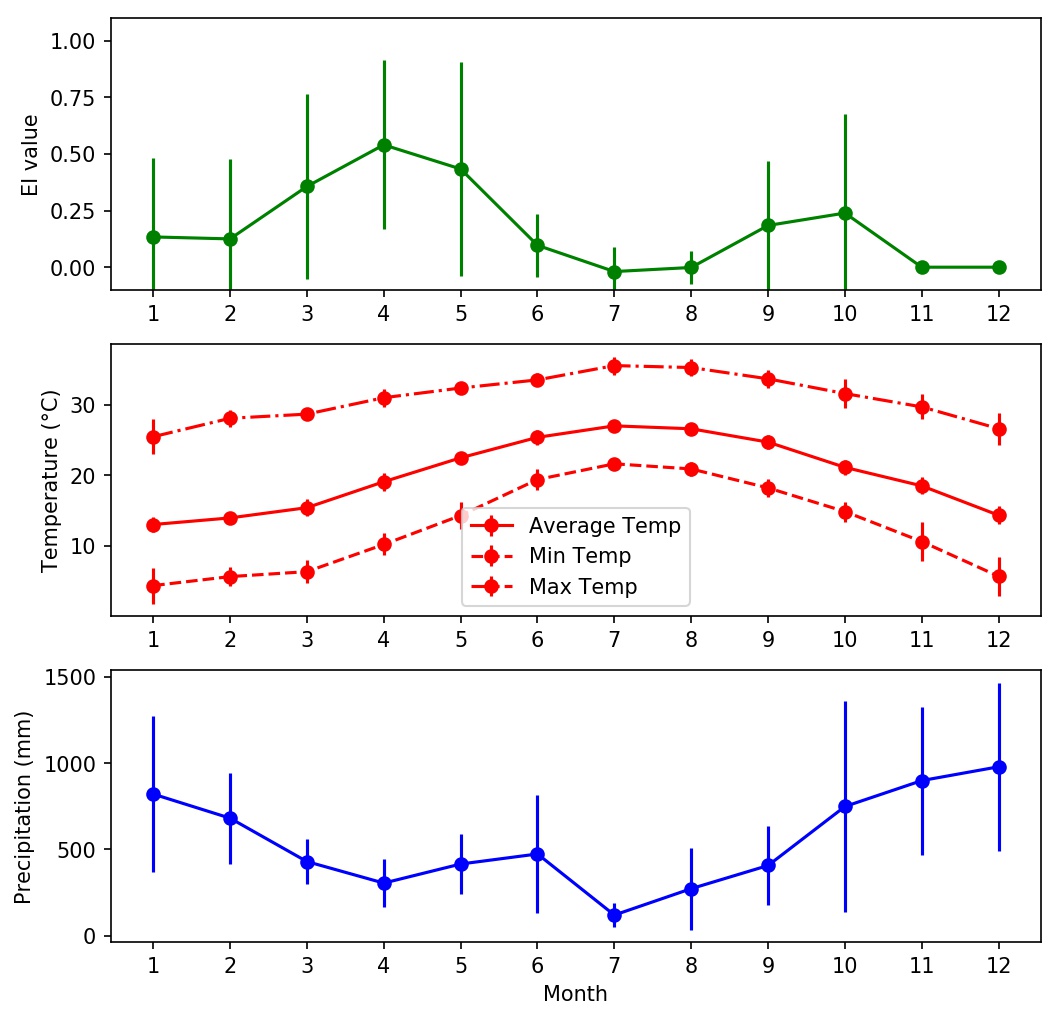 1.00
0.75
0.50
0.25
0.00
EI value
1 2 3 4 5 6 7 8 9 10 11 12
30
20
10
Temperature (°C)
Average Temp
Min Temp
Max Temp
1 2 3 4 5 6 7 8 9 10 11 12
1500
1000
500
0
Precipitation (mm)
1 2 3 4 5 6 7 8 9 10 11 12
Month